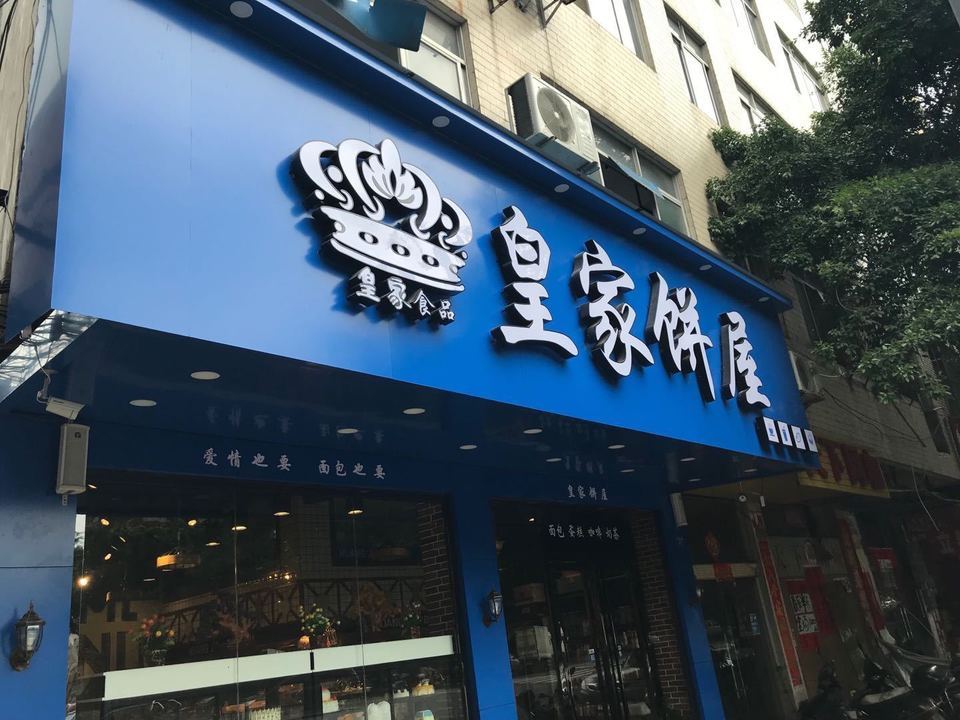 皇家食品
皇家饼屋
爱情也要 面包也要
皇家饼屋
面包 蛋糕 咖啡 奶茶